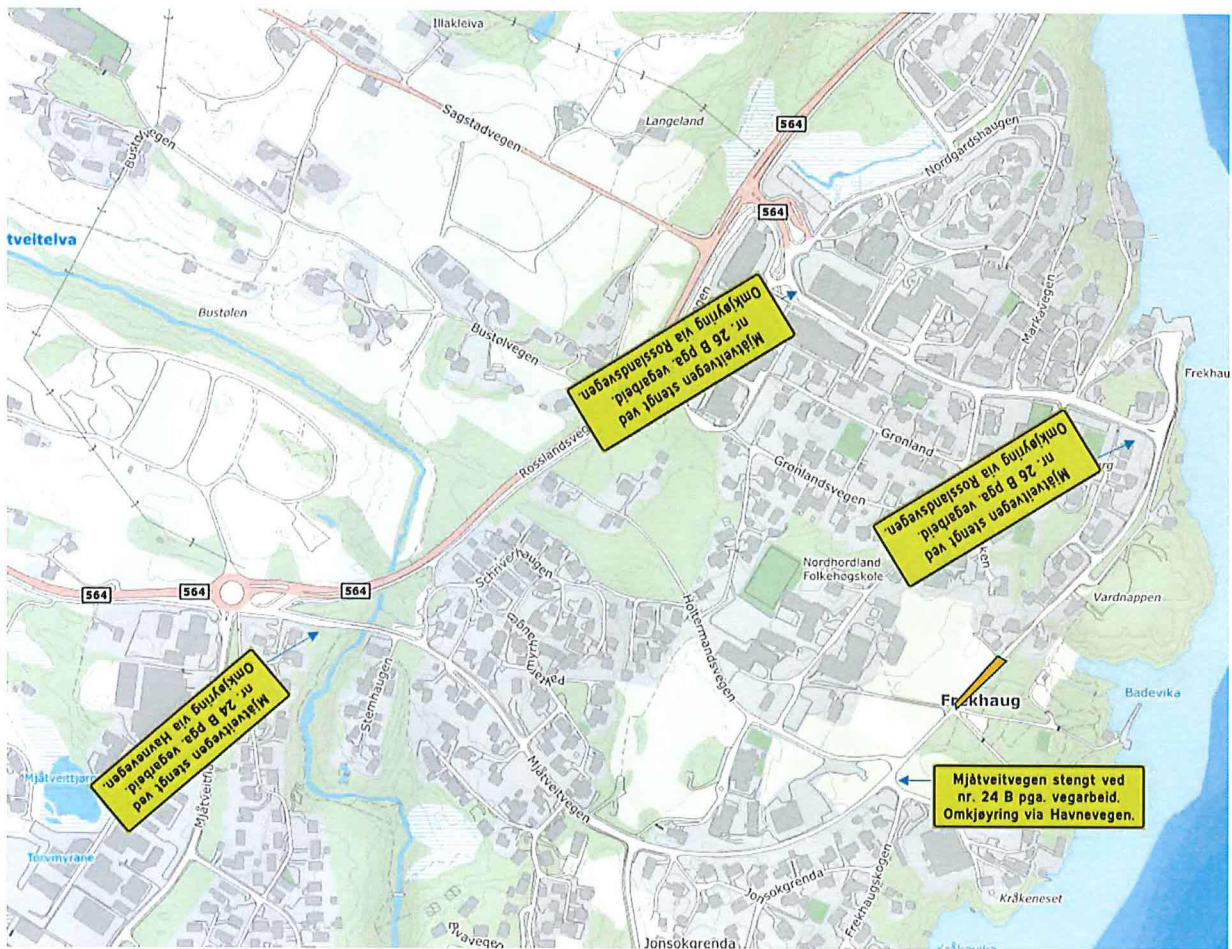 Illakleiva
Bustølvegen
Sagstadvegen
Langeland
564
Nordgardshaugen
564
tveitelva
Bustølen
Bustølvegen
Markavegen
Frekhau
Mjåtveitvegen stengt ved
nr. 26 B pga. vegarbeid.
Omkjøyring via Rosslandsvegen.
Rosslandsveg
Grønland
Grønlandsvegen
Mjåtveitvegen stengt ved
nr. 26 B pga. vegarbeid.
Omkjøyring via Rosslandsvegen.
Nordhordland
Folkehøgskole
Schriverhaugen
564
564
Holtermandsvegen
Vardnappen
Stemhaugen
Mjåtveitvegen stengt ved
nr. 24 B pga. vegarbeid.
Omkjøyring via Havnevegen.
Frekhaug
Badevika
Mjåtveittjørn
Mjåtveitvegen
Mjåtveitvegen stengt ved
nr. 24 B pga. vegarbeid.
Omkjøyring via Havnevegen.
Torvmyrane
Jonsokgrenda
Frekhaugskogen
Kråkeneset
Jonsokgrenda